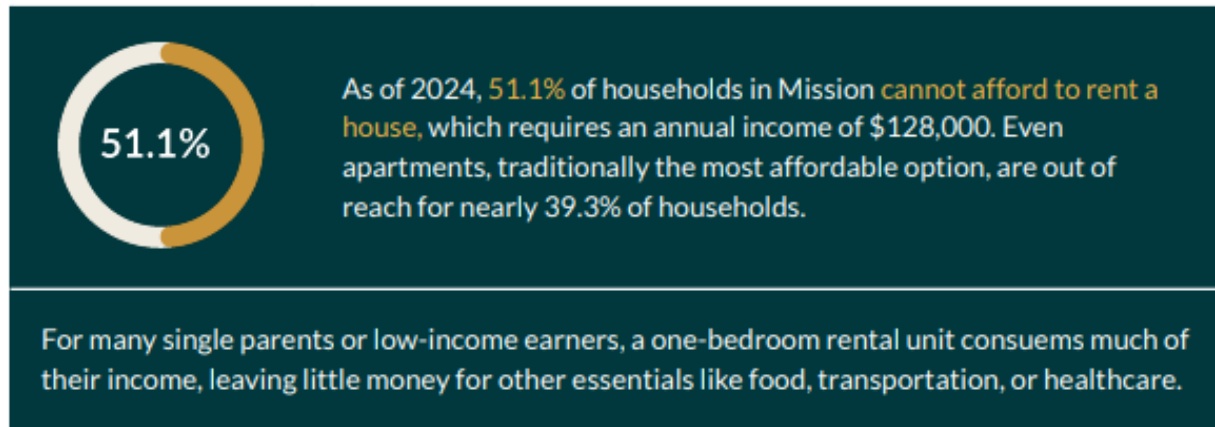 51.1%
As of 2024, 51.1% of households in Mission cannot afford to rent a
house, which requires an annual income of $128,000. Even
apartments, traditionally the most affordable option, are out of
reach for nearly 39.3% of households.
For many single parents or low-income earners, a one-bedroom rental unit consuems much of
their income, leaving little money for other essentials like food, transportation, or healthcare.